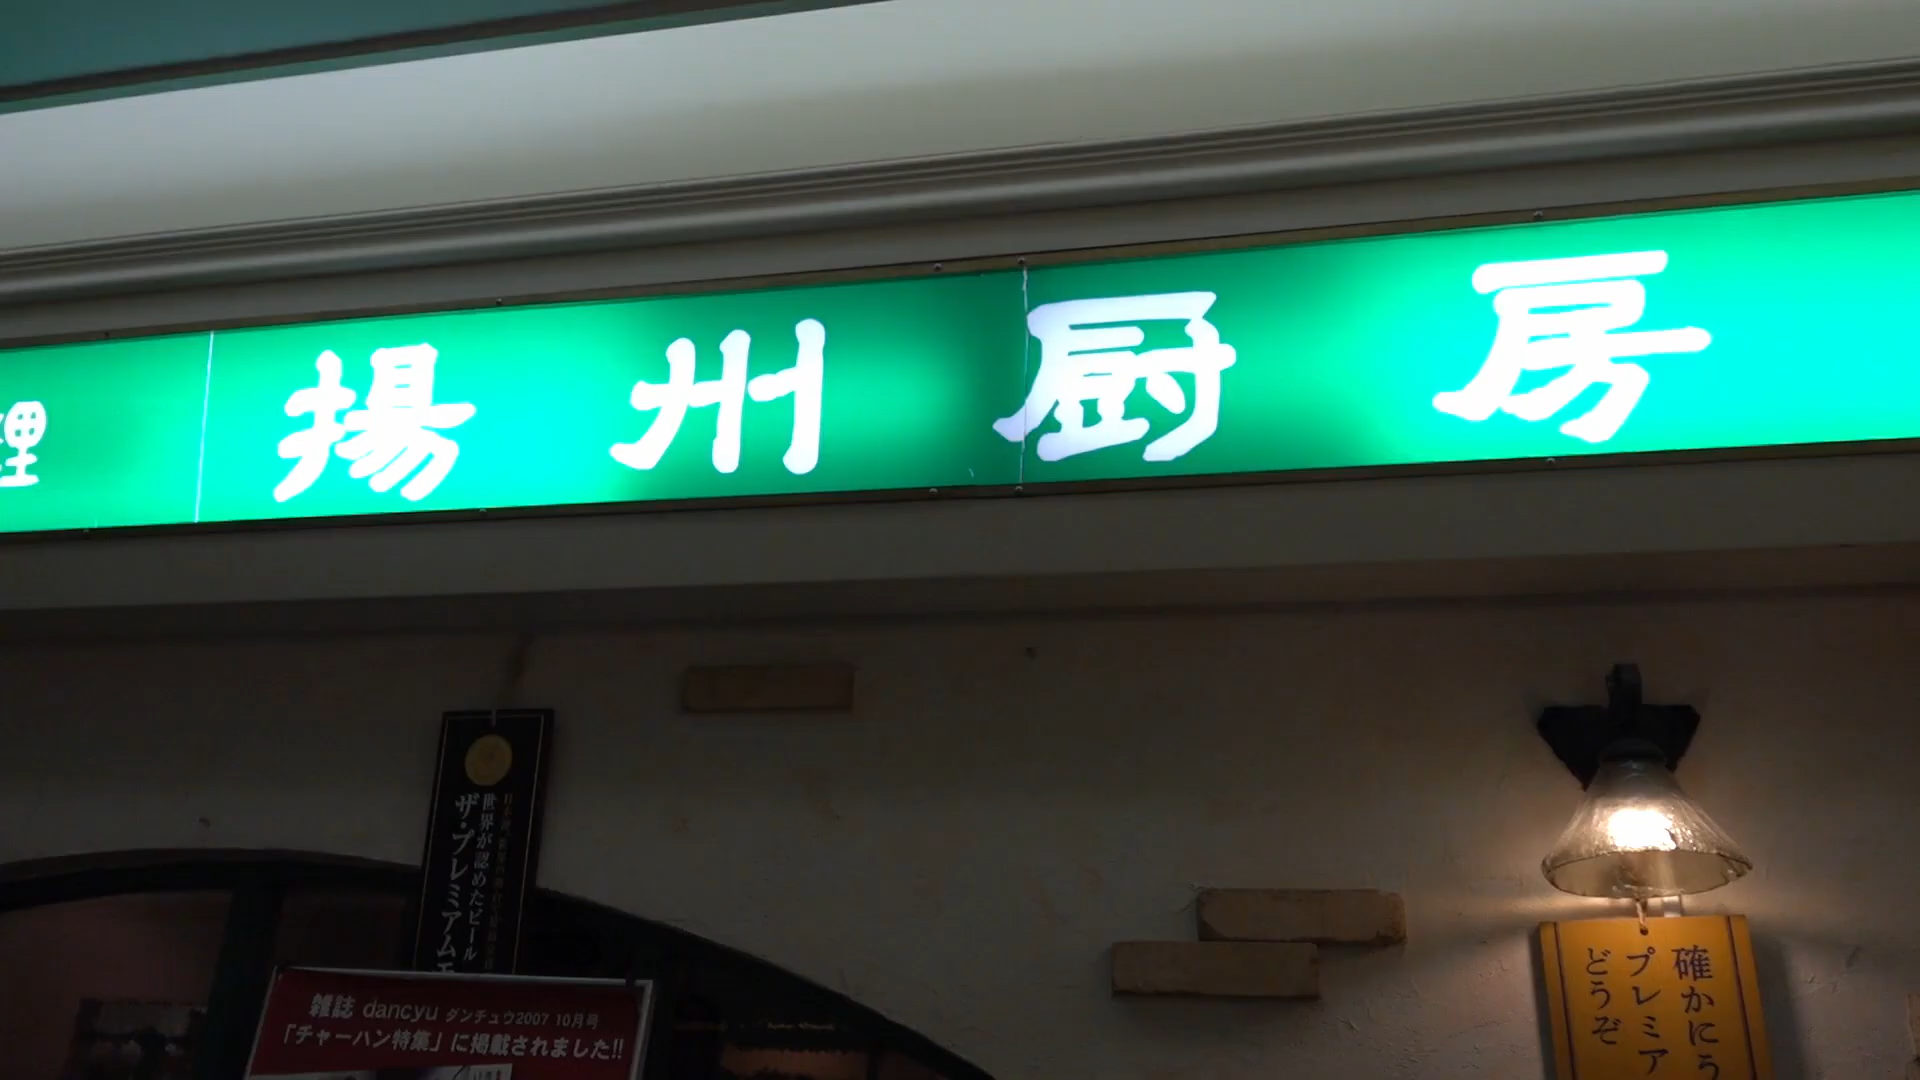 理
揚州厨房
世界が認めたビール
ザ・プレミアムモ
雑誌 dancyu ダンチュウ2007 10月号
「チャーハン特集」に掲載されました!!
確かにう
プレミア
どうぞ